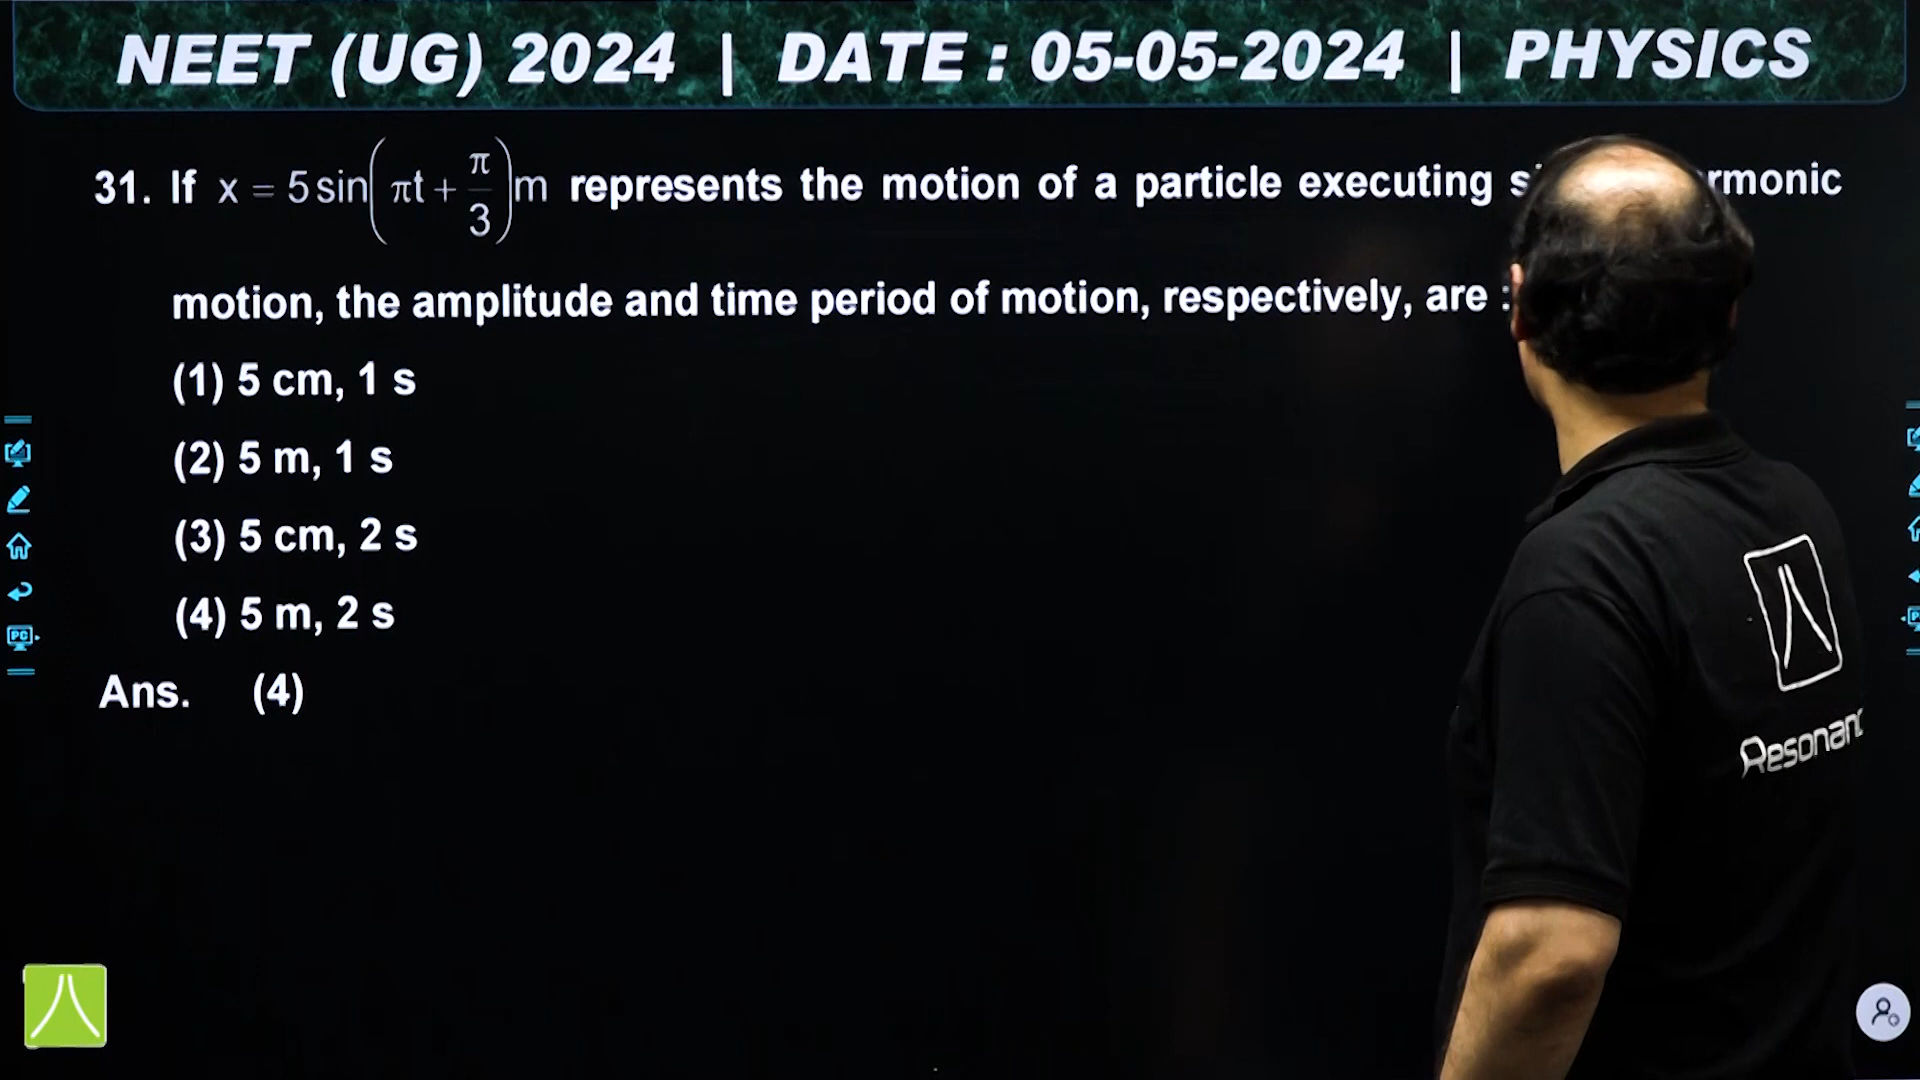 NEET (UG) 2024 | DATE : 05-05-2024 | PHYSICS
31. If x = 5 sin(πt + π/3)m represents the motion of a particle executing rmonic
motion, the amplitude and time period of motion, respectively, are :
(1) 5 cm, 1 s
(2) 5 m, 1 s
(3) 5 cm, 2 s
(4) 5 m, 2 s
Ans. (4)
Resonanc
PC